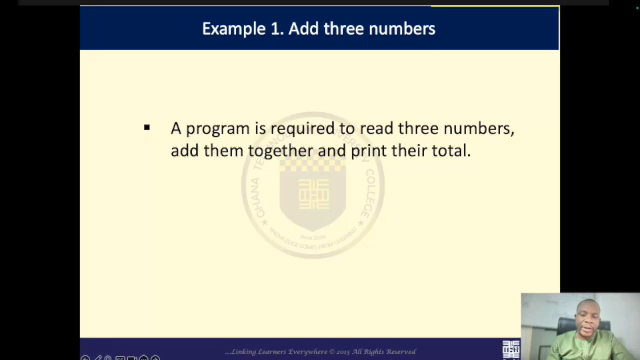 Example 1. Add three numbers
▪ A program is required to read three numbers,
add them together and print their total.
...Linking Learners Everywhere © 2015 All Rights Reserved